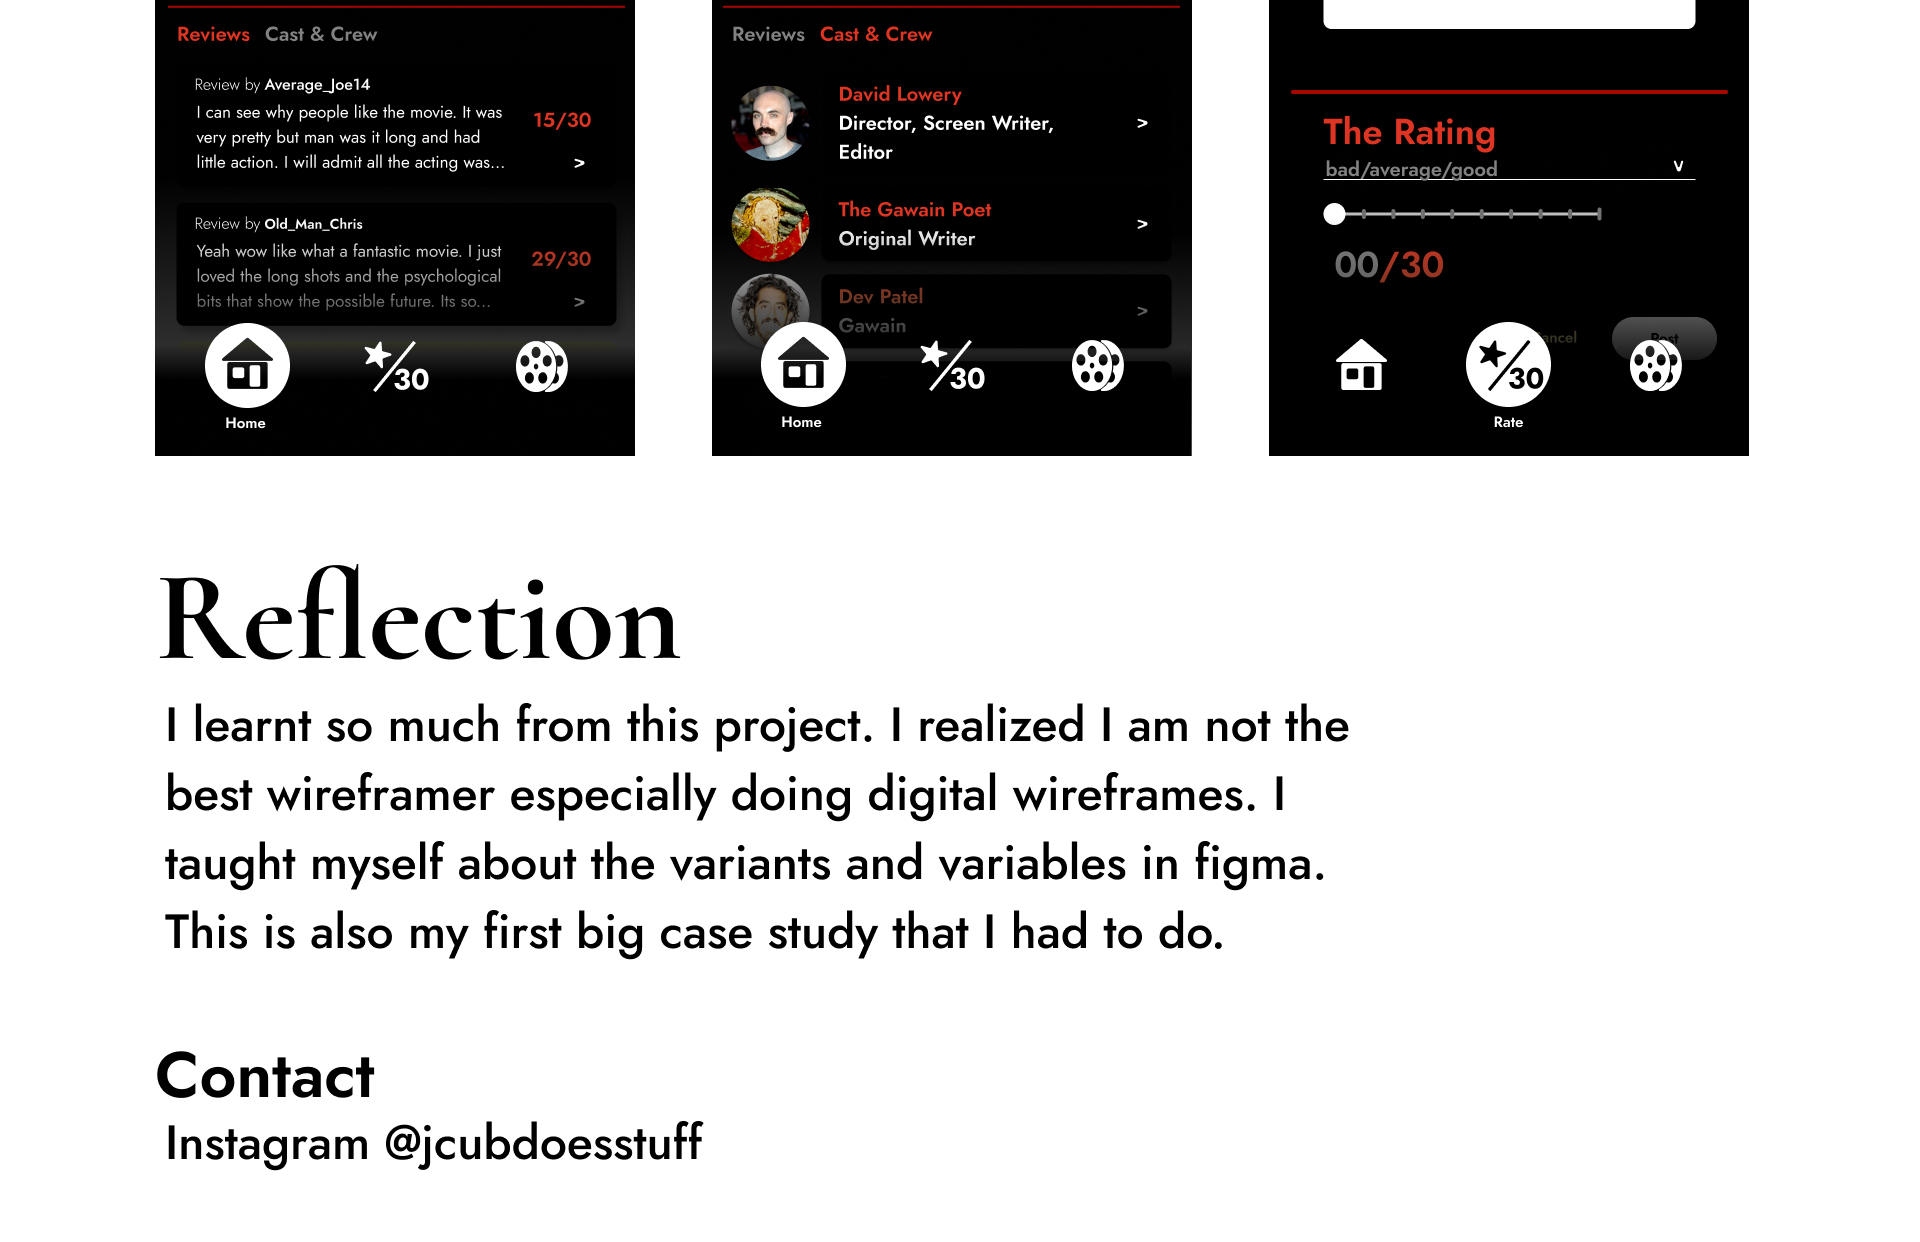 Reviews Cast & Crew
Review by Average_Joe14
I can see why people like the movie. It was
very pretty but man was it long and had
little action. I will admit all the acting was...
15/30
>
Review by Old_Man_Chris
Yeah wow like what a fantastic movie. I just
loved the long shots and the psychological
bits that show the possible future. Its so...
29/30
>
30
Home
Reviews Cast & Crew
David Lowery
Director, Screen Writer,
Editor
>
The Gawain Poet
Original Writer
>
Dev Patel
Gawain
>
30
Home
The Rating
bad/average/good
v
00/30
Post
30
Rate
Reflection
I learnt so much from this project. I realized I am not the
best wireframer especially doing digital wireframes. I
taught myself about the variants and variables in figma.
This is also my first big case study that I had to do.
Contact
Instagram @jcubdoesstuff